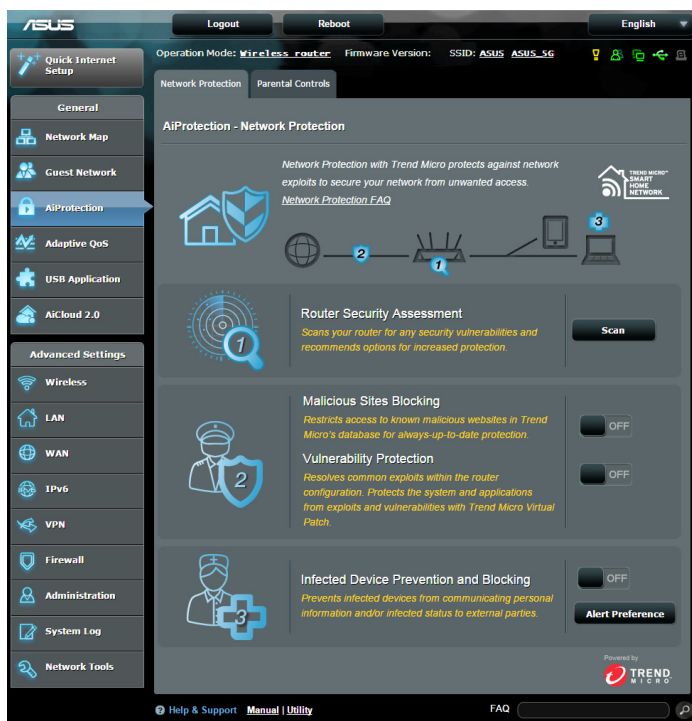 ASUS
Logout
Reboot
English
Quick Internet
Setup
Operation Mode: Wireless router Firmware Version: SSID: ASUS ASUS_5G
Network Protection Parental Controls
General
Network Map
Guest Network
AiProtection
Adaptive QoS
USB Application
AiCloud 2.0
Advanced Settings
Wireless
LAN
WAN
IPv6
VPN
Firewall
Administration
System Log
Network Tools
AiProtection - Network Protection
Network Protection with Trend Micro protects against network
exploits to secure your network from unwanted access.
Network Protection FAQ
TREND MICRO™
SMART
HOME
NETWORK
2
1
3
1
Router Security Assessment
Scans your router for any security vulnerabilities and
recommends options for increased protection.
Scan
2
Malicious Sites Blocking
Restricts access to known malicious websites in Trend
Micro's database for always-up-to-date protection.
OFF
Vulnerability Protection
Resolves common exploits within the router
configuration. Protects the system and applications
from exploits and vulnerabilities with Trend Micro Virtual
Patch.
OFF
3
Infected Device Prevention and Blocking
Prevents infected devices from communicating personal
information and/or infected status to external parties.
OFF
Alert Preference
Powered by
TREND
MICRO
Help & Support Manual | Utility
FAQ